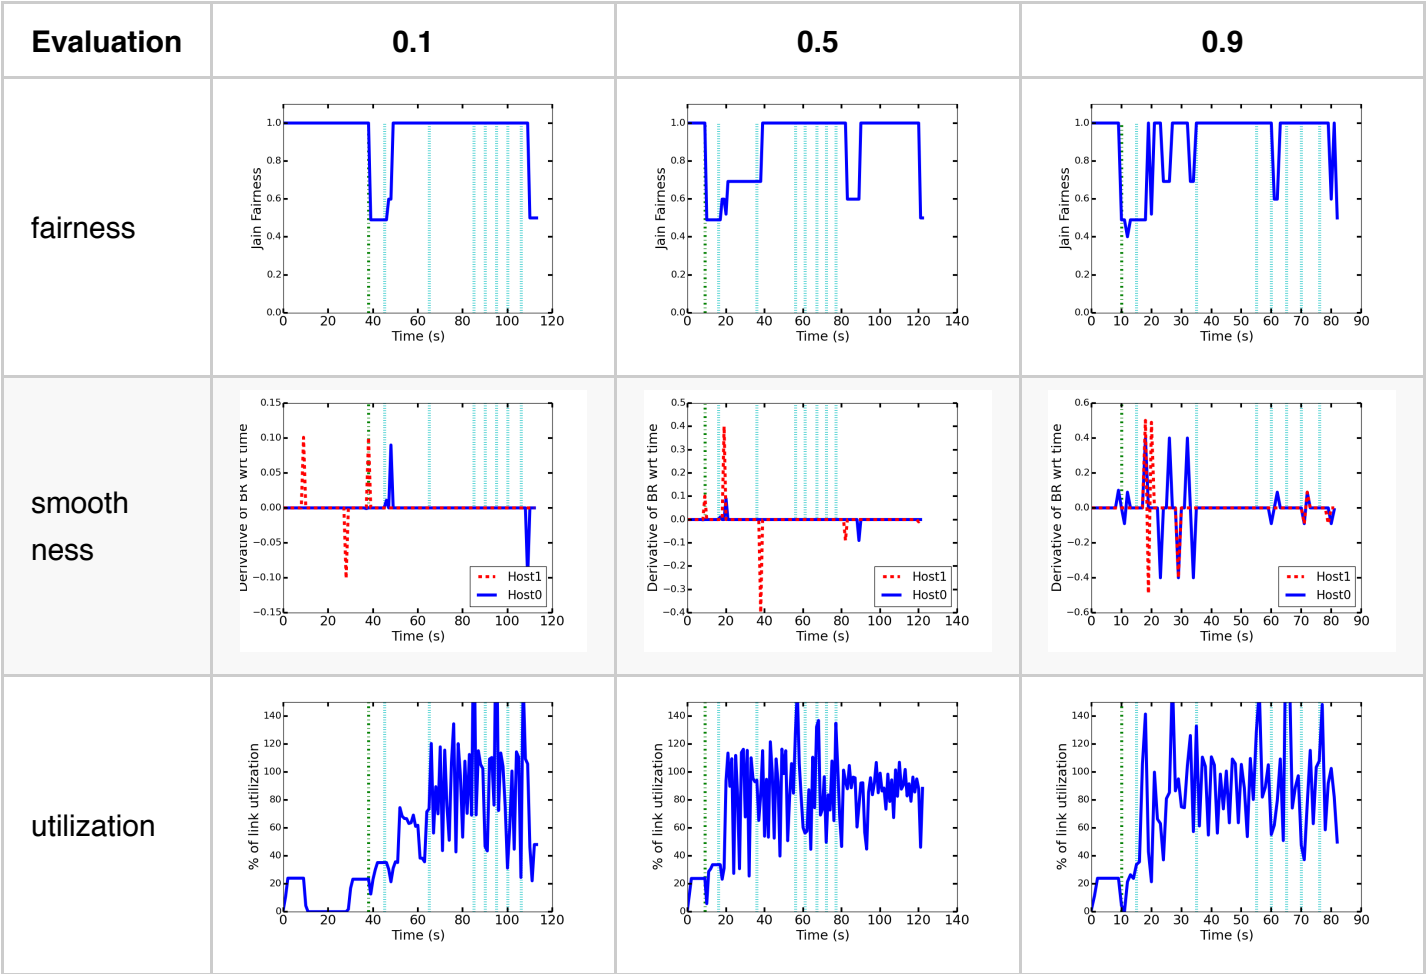 Evaluation 0.1 0.5 0.9
fairness
Jain Fairness
1.0
0.8
0.6
0.4
0.2
0.0
0 20 40 60 80 100 120
Time (s)
Jain Fairness
1.0
0.8
0.6
0.4
0.2
0.0
0 20 40 60 80 100 120 140
Time (s)
Jain Fairness
1.0
0.8
0.6
0.4
0.2
0.0
0 10 20 30 40 50 60 70 80 90
Time (s)
smooth
ness
Derivative of BR wrt time
0.15
0.10
0.05
0.00
−0.05
−0.10
−0.15
Host1
Host0
0 20 40 60 80 100 120
Time (s)
Derivative of BR wrt time
0.5
0.4
0.3
0.2
0.1
0.0
−0.1
−0.2
−0.3
−0.4
Host1
Host0
0 20 40 60 80 100 120 140
Time (s)
Derivative of BR wrt time
0.6
0.4
0.2
0.0
−0.2
−0.4
−0.6
Host1
Host0
0 10 20 30 40 50 60 70 80 90
Time (s)
utilization
% of link utilization
140
120
100
80
60
40
20
0
0 20 40 60 80 100 120
Time (s)
% of link utilization
140
120
100
80
60
40
20
0
0 20 40 60 80 100 120 140
Time (s)
% of link utilization
140
120
100
80
60
40
20
0
0 10 20 30 40 50 60 70 80 90
Time (s)